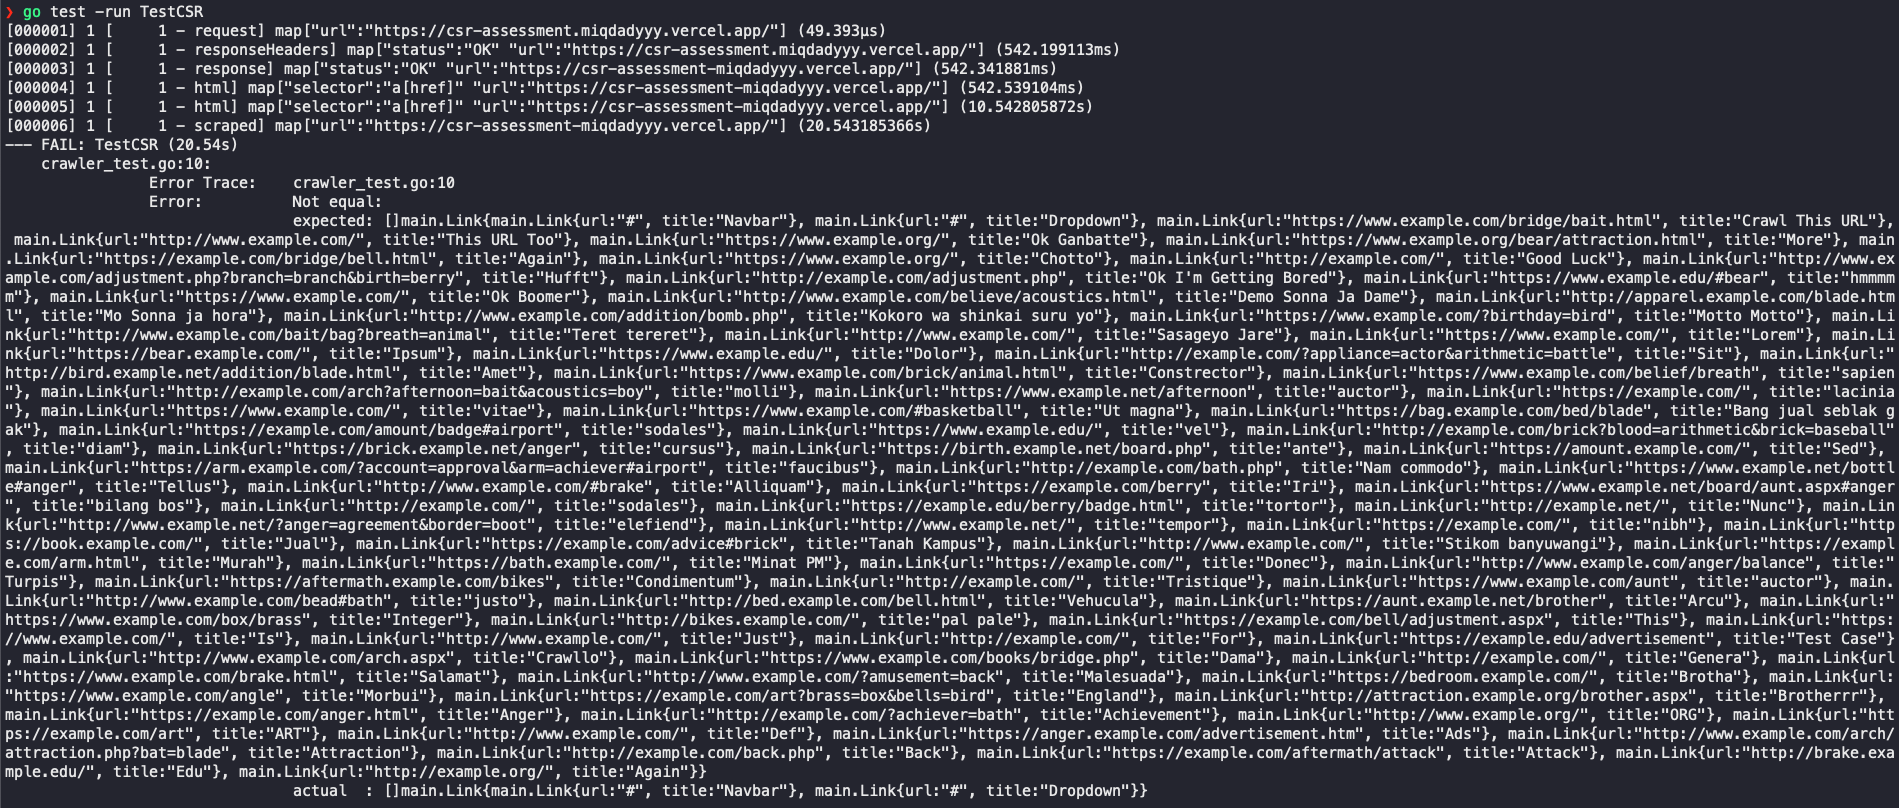 ❯ go test -run TestCSR
[000001] 1 [     1 - request] map["url":"https://csr-assessment.miqdadyyy.vercel.app/"] (49.393µs)
[000002] 1 [     1 - responseHeaders] map["status":"OK" "url":"https://csr-assessment.miqdadyyy.vercel.app/"] (542.199113ms)
[000003] 1 [     1 - response] map["status":"OK" "url":"https://csr-assessment-miqdadyyy.vercel.app/"] (542.341881ms)
[000004] 1 [     1 - html] map["selector":"a[href]" "url":"https://csr-assessment-miqdadyyy.vercel.app/"] (542.539104ms)
[000005] 1 [     1 - html] map["selector":"a[href]" "url":"https://csr-assessment-miqdadyyy.vercel.app/"] (10.542805872s)
[000006] 1 [     1 - scraped] map["url":"https://csr-assessment-miqdadyyy.vercel.app/"] (20.543185366s)
--- FAIL: TestCSR (20.54s)
    crawler_test.go:10:
                Error Trace:    crawler_test.go:10
                Error:          Not equal:
                                expected: []main.Link{main.Link{url:"#", title:"Navbar"}, main.Link{url:"#", title:"Dropdown"}, main.Link{url:"https://www.example.com/bridge/bait.html", title:"Crawl This URL"},
 main.Link{url:"http://www.example.com/", title:"This URL Too"}, main.Link{url:"https://www.example.org/", title:"Ok Ganbatte"}, main.Link{url:"https://www.example.org/bear/attraction.html", title:"More"}, main
.Link{url:"https://example.com/bridge/bell.html", title:"Again"}, main.Link{url:"https://www.example.org/", title:"Chotto"}, main.Link{url:"http://example.com/", title:"Good Luck"}, main.Link{url:"http://www.ex
ample.com/adjustment.php?branch=branch&birth=berry", title:"Hufft"}, main.Link{url:"http://example.com/adjustment.php", title:"Ok I'm Getting Bored"}, main.Link{url:"https://www.example.edu/#bear", title:"hmmmm
m"}, main.Link{url:"https://www.example.com/", title:"Ok Boomer"}, main.Link{url:"http://www.example.com/believe/acoustics.html", title:"Demo Sonna Ja Dame"}, main.Link{url:"http://apparel.example.com/blade.htm
l", title:"Mo Sonna ja hora"}, main.Link{url:"http://www.example.com/addition/bomb.php", title:"Kokoro wa shinkai suru yo"}, main.Link{url:"https://www.example.com/?birthday=bird", title:"Motto Motto"}, main.Li
nk{url:"http://www.example.com/bait/bag?breath=animal", title:"Teret tereret"}, main.Link{url:"http://www.example.com/", title:"Sasageyo Jare"}, main.Link{url:"https://www.example.com/", title:"Lorem"}, main.Li
nk{url:"https://bear.example.com/", title:"Ipsum"}, main.Link{url:"https://www.example.edu/", title:"Dolor"}, main.Link{url:"http://example.com/?appliance=actor&arithmetic=battle", title:"Sit"}, main.Link{url:"
http://bird.example.net/addition/blade.html", title:"Amet"}, main.Link{url:"https://www.example.com/brick/animal.html", title:"Constrector"}, main.Link{url:"https://www.example.com/belief/breath", title:"sapien
"}, main.Link{url:"http://example.com/arch?afternoon=bait&acoustics=boy", title:"molli"}, main.Link{url:"https://www.example.net/afternoon", title:"auctor"}, main.Link{url:"https://example.com/", title:"lacinia
"}, main.Link{url:"https://www.example.com/", title:"vitae"}, main.Link{url:"https://www.example.com/#basketball", title:"Ut magna"}, main.Link{url:"https://bag.example.com/bed/blade", title:"Bang jual seblak g
ak"}, main.Link{url:"https://example.com/amount/badge#airport", title:"sodales"}, main.Link{url:"https://www.example.edu/", title:"vel"}, main.Link{url:"http://example.com/brick?blood=arithmetic&brick=baseball"
, title:"diam"}, main.Link{url:"https://brick.example.net/anger", title:"cursus"}, main.Link{url:"https://birth.example.net/board.php", title:"ante"}, main.Link{url:"https://amount.example.com/", title:"Sed"},
main.Link{url:"https://arm.example.com/?account=approval&arm=achiever#airport", title:"faucibus"}, main.Link{url:"http://example.com/bath.php", title:"Nam commodo"}, main.Link{url:"https://www.example.net/bottl
e#anger", title:"Tellus"}, main.Link{url:"http://www.example.com/#brake", title:"Alliquam"}, main.Link{url:"https://example.com/berry", title:"Iri"}, main.Link{url:"https://www.example.net/board/aunt.aspx#anger
", title:"bilang bos"}, main.Link{url:"http://example.com/", title:"sodales"}, main.Link{url:"https://example.edu/berry/badge.html", title:"tortor"}, main.Link{url:"http://example.net/", title:"Nunc"}, main.Lin
k{url:"http://www.example.net/?anger=agreement&border=boot", title:"elefiend"}, main.Link{url:"http://www.example.net/", title:"tempor"}, main.Link{url:"https://example.com/", title:"nibh"}, main.Link{url:"http
s://book.example.com/", title:"Jual"}, main.Link{url:"https://example.com/advice#brick", title:"Tanah Kampus"}, main.Link{url:"http://www.example.com/", title:"Stikom banyuwangi"}, main.Link{url:"https://exampl
e.com/arm.html", title:"Murah"}, main.Link{url:"https://bath.example.com/", title:"Minat PM"}, main.Link{url:"https://example.com/", title:"Donec"}, main.Link{url:"http://www.example.com/anger/balance", title:"
Turpis"}, main.Link{url:"https://aftermath.example.com/bikes", title:"Condimentum"}, main.Link{url:"http://example.com/", title:"Tristique"}, main.Link{url:"https://www.example.com/aunt", title:"auctor"}, main.
Link{url:"http://www.example.com/bead#bath", title:"justo"}, main.Link{url:"http://bed.example.com/bell.html", title:"Vehucula"}, main.Link{url:"https://aunt.example.net/brother", title:"Arcu"}, main.Link{url:"
https://www.example.com/box/brass", title:"Integer"}, main.Link{url:"http://bikes.example.com/", title:"pal pale"}, main.Link{url:"https://example.com/bell/adjustment.aspx", title:"This"}, main.Link{url:"https:
//www.example.com/", title:"Is"}, main.Link{url:"http://www.example.com/", title:"Just"}, main.Link{url:"http://example.com/", title:"For"}, main.Link{url:"https://example.edu/advertisement", title:"Test Case"}
, main.Link{url:"http://www.example.com/arch.aspx", title:"Crawllo"}, main.Link{url:"https://www.example.com/books/bridge.php", title:"Dama"}, main.Link{url:"http://example.com/", title:"Genera"}, main.Link{url
:"https://www.example.com/brake.html", title:"Salamat"}, main.Link{url:"http://www.example.com/?amusement=back", title:"Malesuada"}, main.Link{url:"https://bedroom.example.com/", title:"Brotha"}, main.Link{url:
"https://www.example.com/angle", title:"Morbui"}, main.Link{url:"https://example.com/art?brass=box&bells=bird", title:"England"}, main.Link{url:"http://attraction.example.org/brother.aspx", title:"Brotherrr"},
main.Link{url:"https://example.com/anger.html", title:"Anger"}, main.Link{url:"http://example.com/?achiever=bath", title:"Achievement"}, main.Link{url:"http://www.example.org/", title:"ORG"}, main.Link{url:"htt
ps://example.com/art", title:"ART"}, main.Link{url:"http://www.example.com/", title:"Def"}, main.Link{url:"https://anger.example.com/advertisement.htm", title:"Ads"}, main.Link{url:"http://www.example.com/arch/
attraction.php?bat=blade", title:"Attraction"}, main.Link{url:"http://example.com/back.php", title:"Back"}, main.Link{url:"https://example.com/aftermath/attack", title:"Attack"}, main.Link{url:"http://brake.exa
mple.edu/", title:"Edu"}, main.Link{url:"http://example.org/", title:"Again"}}
                                actual  : []main.Link{main.Link{url:"#", title:"Navbar"}, main.Link{url:"#", title:"Dropdown"}}